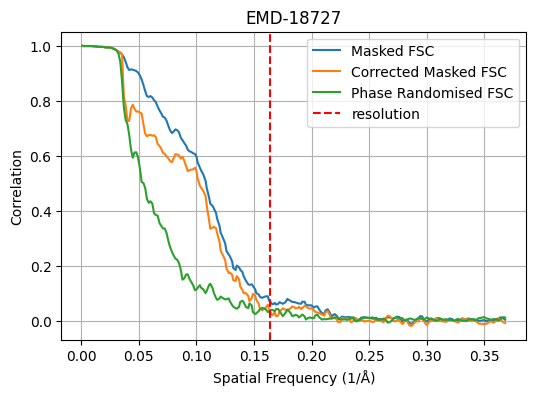 EMD-18727
Masked FSC
Corrected Masked FSC
Phase Randomised FSC
resolution
Correlation
1.0
0.8
0.6
0.4
0.2
0.0
0.00 0.05 0.10 0.15 0.20 0.25 0.30 0.35
Spatial Frequency (1/Å)